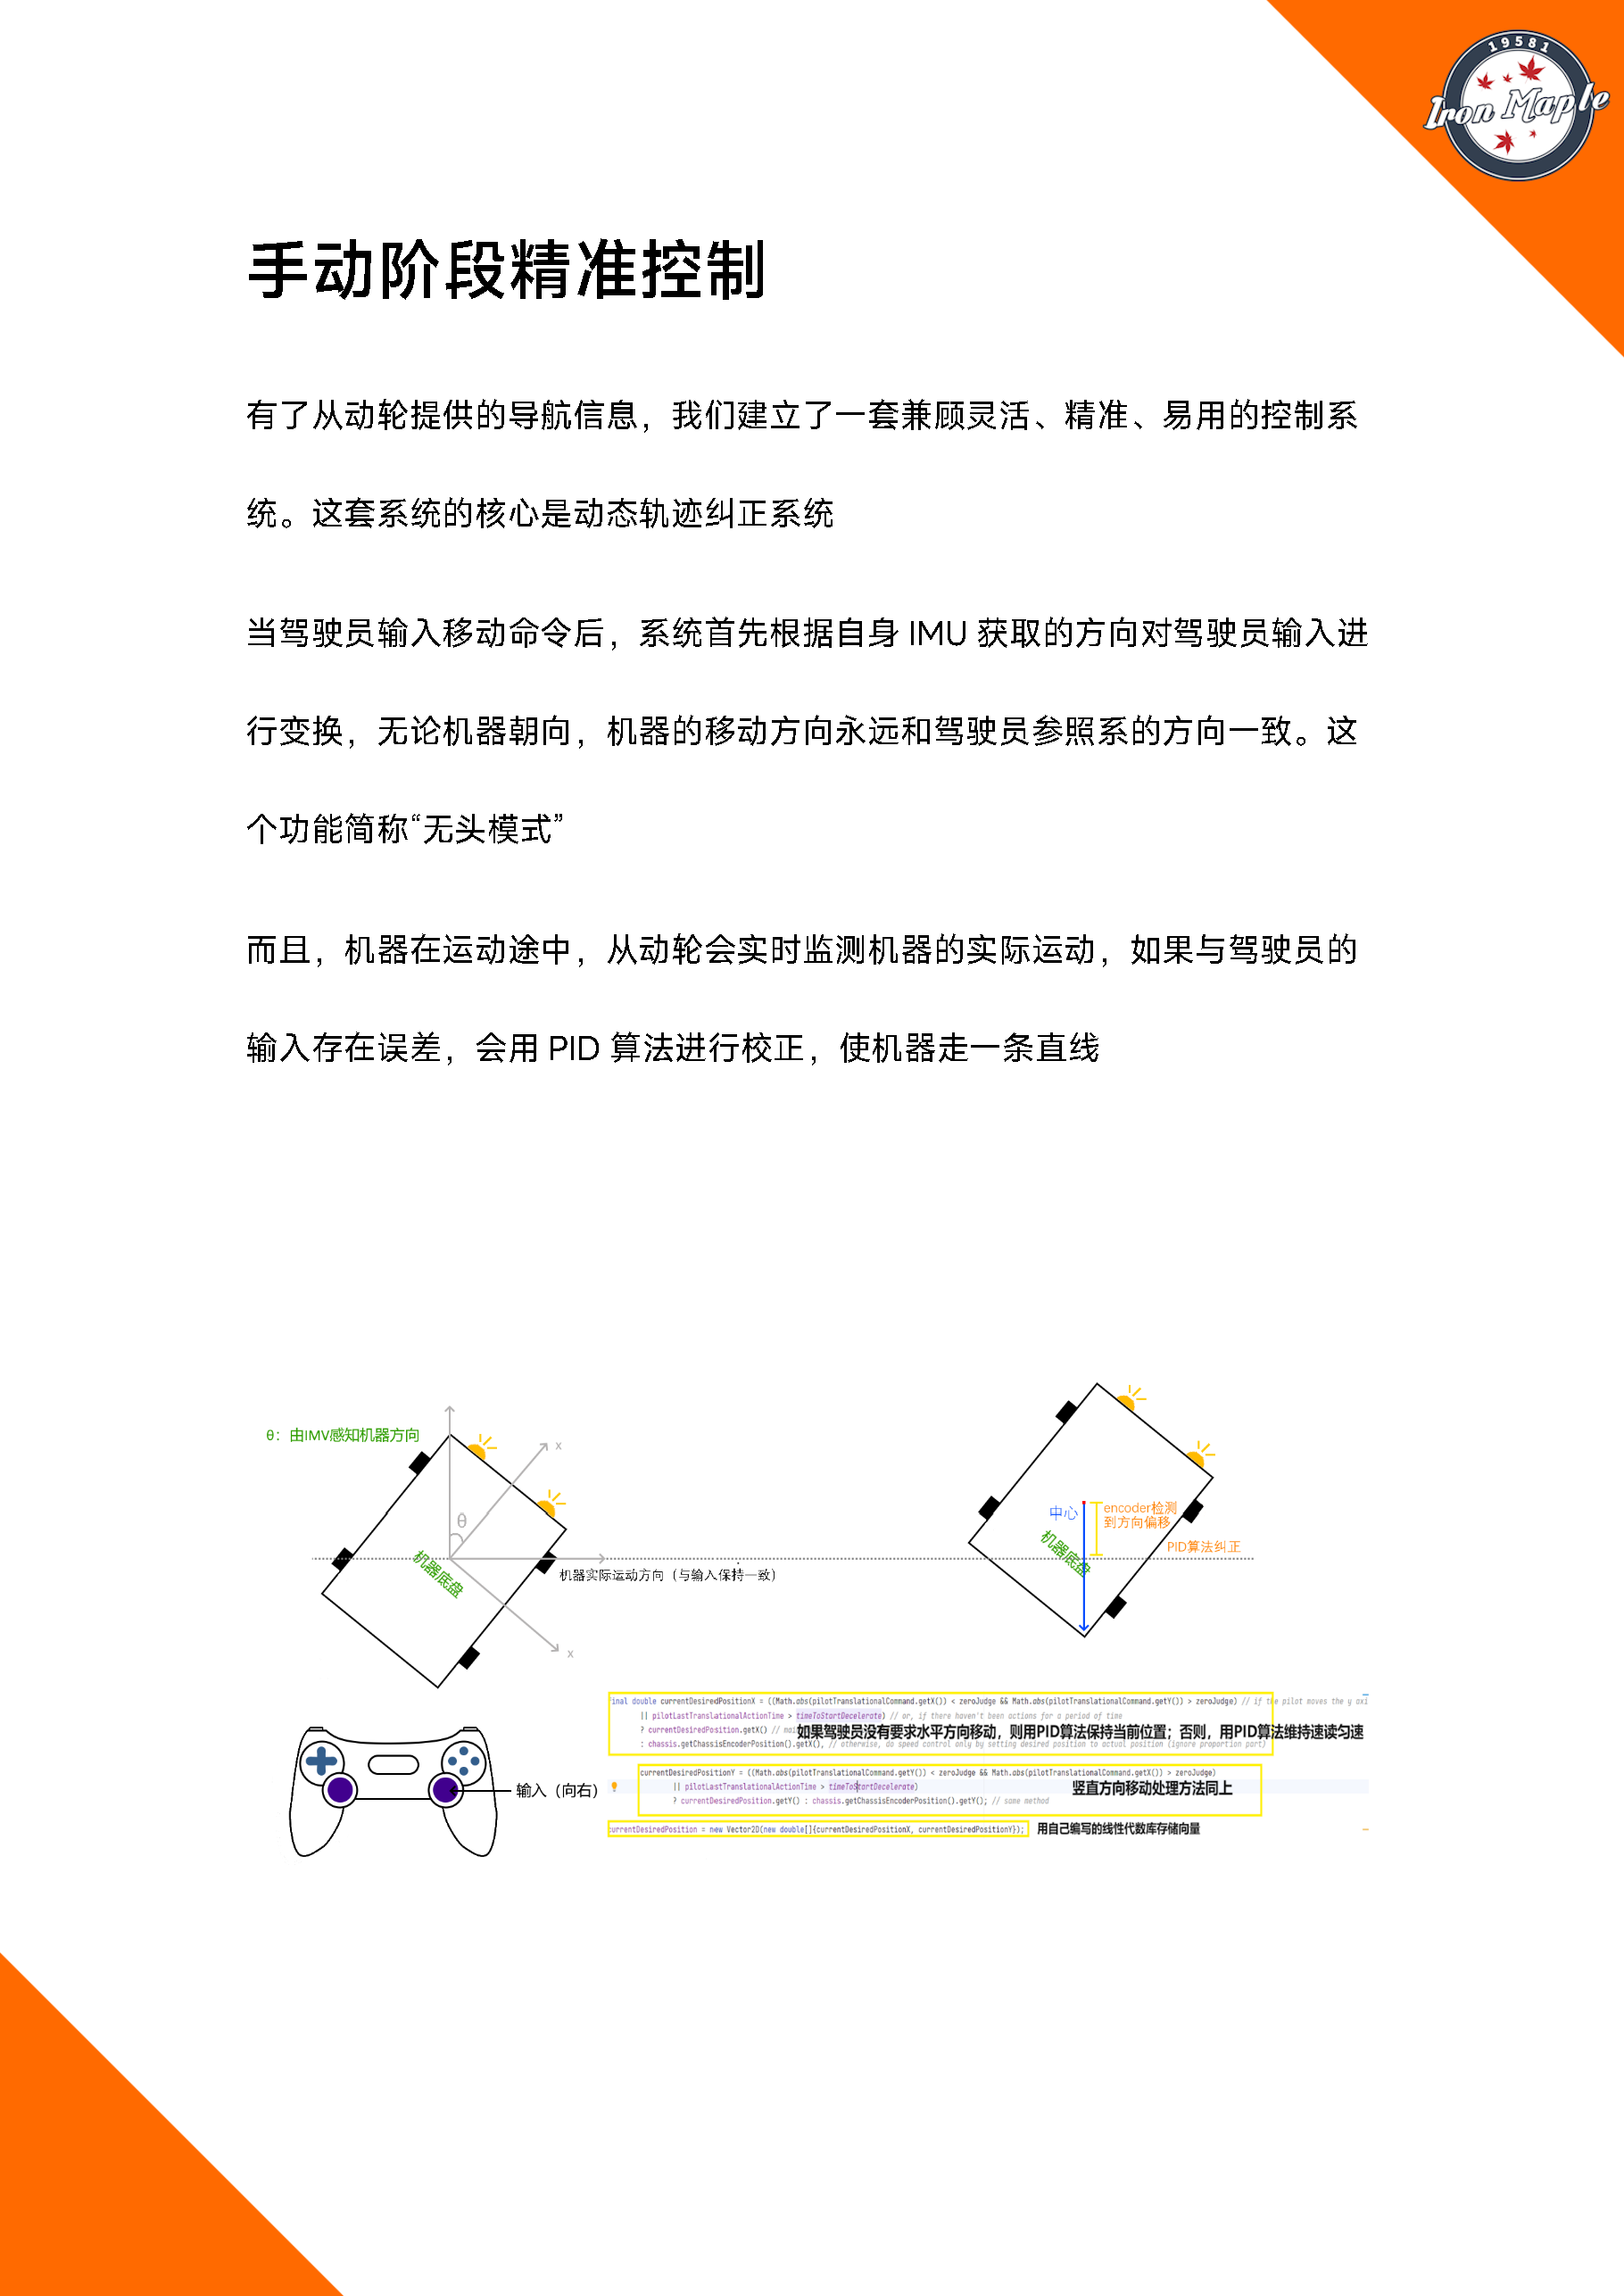 19581
Iron Maple
手动阶段精准控制
有了从动轮提供的导航信息，我们建立了一套兼顾灵活、精准、易用的控制系
统。这套系统的核心是动态轨迹纠正系统
当驾驶员输入移动命令后，系统首先根据自身 IMU 获取的方向对驾驶员输入进
行变换，无论机器朝向，机器的移动方向永远和驾驶员参照系的方向一致。这
个功能简称“无头模式”
而且，机器在运动途中，从动轮会实时监测机器的实际运动，如果与驾驶员的
输入存在误差，会用 PID 算法进行校正，使机器走一条直线
θ：由IMV感知机器方向
x
θ
机器底盘
机器实际运动方向（与输入保持一致）
x
中心
encoder检测
到方向偏移
机器底盘
PID算法纠正
输入（向右）
inal double currentDesiredPositionX = ((Math.abs(pilotTranslationalCommand.getX()) < zeroJudge && Math.abs(pilotTranslationalCommand.getY()) > zeroJudge) // if the pilot moves the y axi
|| pilotLastTranslationalActionTime > timeToStartDecelerate) // or, if there haven't been actions for a period of time
? currentDesiredPosition.getX() // mai
如果驾驶员没有要求水平方向移动，则用PID算法保持当前位置；否则，用PID算法维持速读匀速
: chassis.getChassisEncoderPosition().getX(), // otherwise, do speed control only by setting desired position to actual position (ignore proportion part)
currentDesiredPositionY = ((Math.abs(pilotTranslationalCommand.getY()) < zeroJudge && Math.abs(pilotTranslationalCommand.getX()) > zeroJudge)
|| pilotLastTranslationalActionTime > timeToStartDecelerate)
竖直方向移动处理方法同上
? currentDesiredPosition.getY() : chassis.getChassisEncoderPosition().getY(); // same method
urrentDesiredPosition = new Vector2D(new double[]{currentDesiredPositionX, currentDesiredPositionY});
用自己编写的线性代数库存储向量